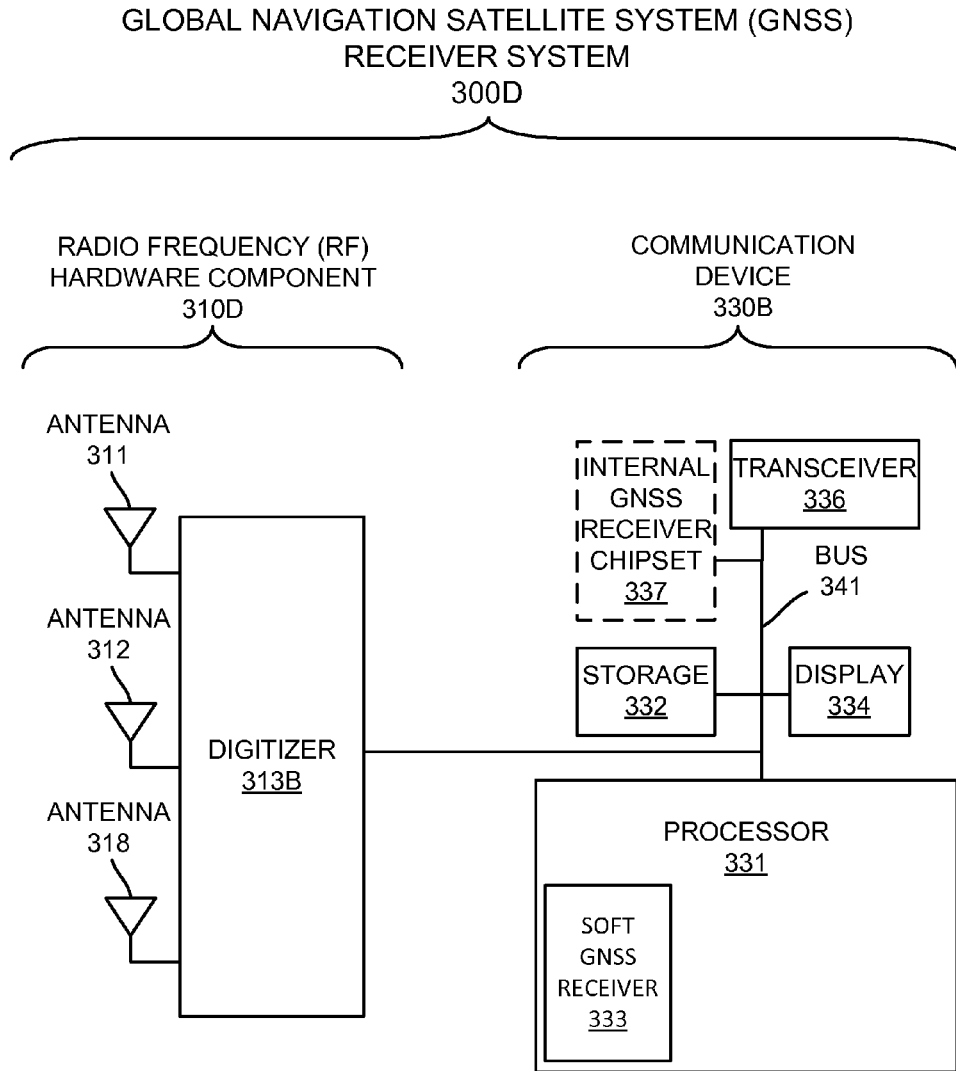 GLOBAL NAVIGATION SATELLITE SYSTEM (GNSS)
RECEIVER SYSTEM
300D
RADIO FREQUENCY (RF)
HARDWARE COMPONENT
310D
COMMUNICATION
DEVICE
330B
ANTENNA
311
ANTENNA
312
ANTENNA
318
DIGITIZER
313B
INTERNAL
GNSS
RECEIVER
CHIPSET
337
TRANSCEIVER
336
BUS
341
STORAGE
332
DISPLAY
334
PROCESSOR
331
SOFT
GNSS
RECEIVER
333